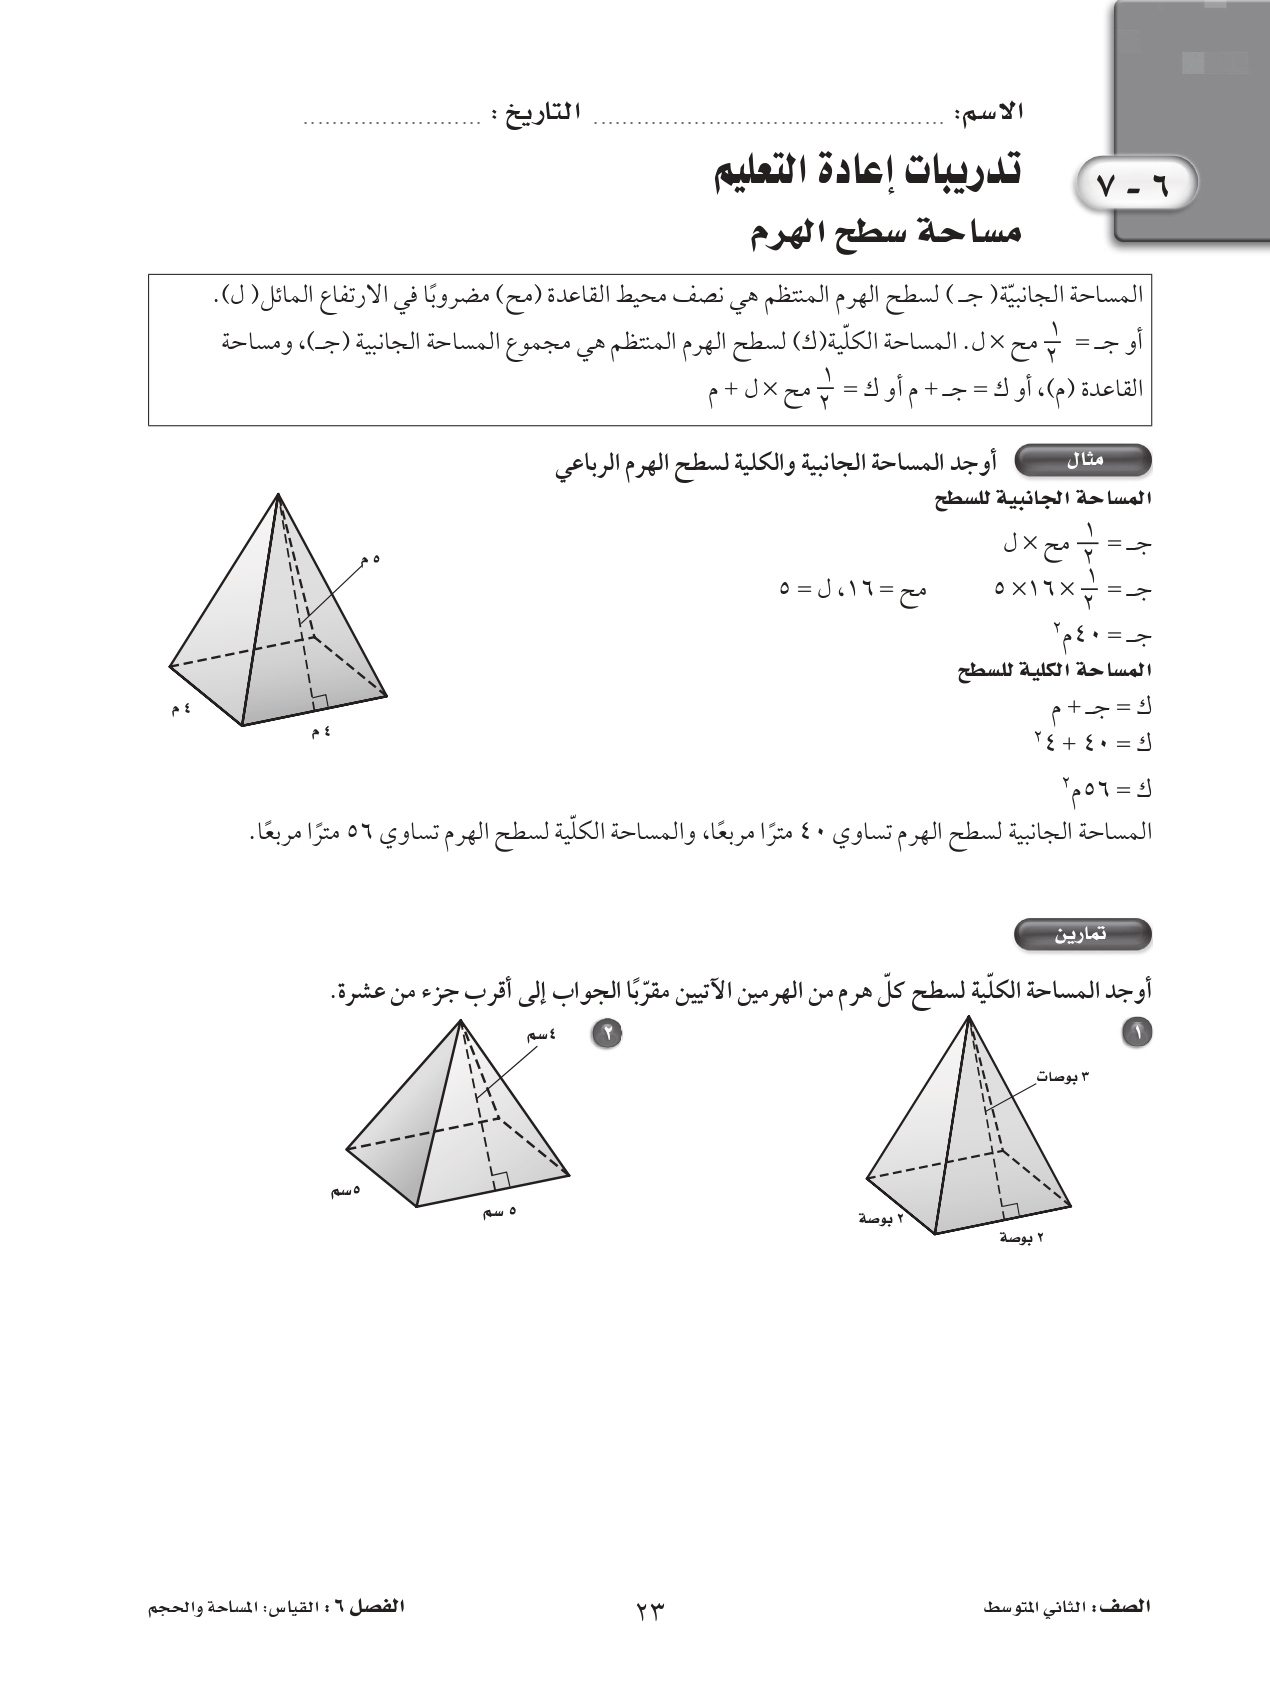 الاسم: ................................................ التاريخ : .........................
٦ - ٧
تدريبات إعادة التعليم
مساحة سطح الهرم
المساحة الجانبيّة( جـ ) لسطح الهرم المنتظم هي نصف محيط القاعدة (مح) مضروبًا في الارتفاع المائل( ل).
أو جـ = ١/٢ مح × ل. المساحة الكلّية(ك) لسطح الهرم المنتظم هي مجموع المساحة الجانبية (جـ)، ومساحة
القاعدة (م)، أو ك = جـ + م أو ك = ١/٢ مح × ل + م
مثال أوجد المساحة الجانبية والكلية لسطح الهرم الرباعي
المساحة الجانبية للسطح
جـ = ١/٢ مح × ل
جـ = ١/٢ × ١٦× ٥ مح = ١٦، ل = ٥
جـ = ٤٠م٢
المساحة الكلية للسطح
ك = جـ + م
ك = ٤٠ + ٤٢
ك = ٥٦م٢
٥ م
٤ م
٤ م
المساحة الجانبية لسطح الهرم تساوي ٤٠ مترًا مربعًا، والمساحة الكلّية لسطح الهرم تساوي ٥٦ مترًا مربعًا.
تمارين
أوجد المساحة الكلّية لسطح كلّ هرم من الهرمين الآتيين مقرّبًا الجواب إلى أقرب جزء من عشرة.
١
٣ بوصات
٢ بوصة
٢ بوصة
٢
٤ سم
٥ سم
٥ سم
الصف: الثاني المتوسط ٢٣ الفصل ٦ : القياس: المساحة والحجم